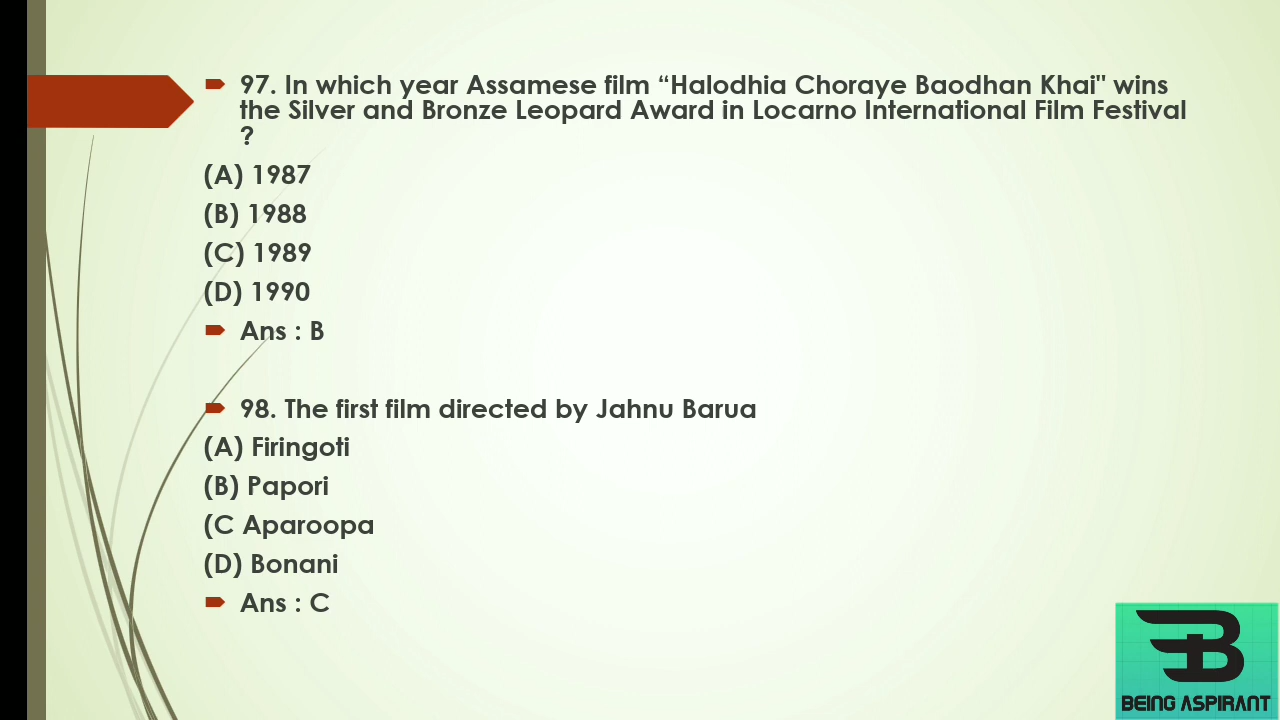 97. In which year Assamese film “Halodhia Choraye Baodhan Khai" wins
the Silver and Bronze Leopard Award in Locarno International Film Festival
?
(A) 1987
(B) 1988
(C) 1989
(D) 1990
Ans : B
98. The first film directed by Jahnu Barua
(A) Firingoti
(B) Papori
(C Aparoopa
(D) Bonani
Ans : C
BEING ASPIRANT